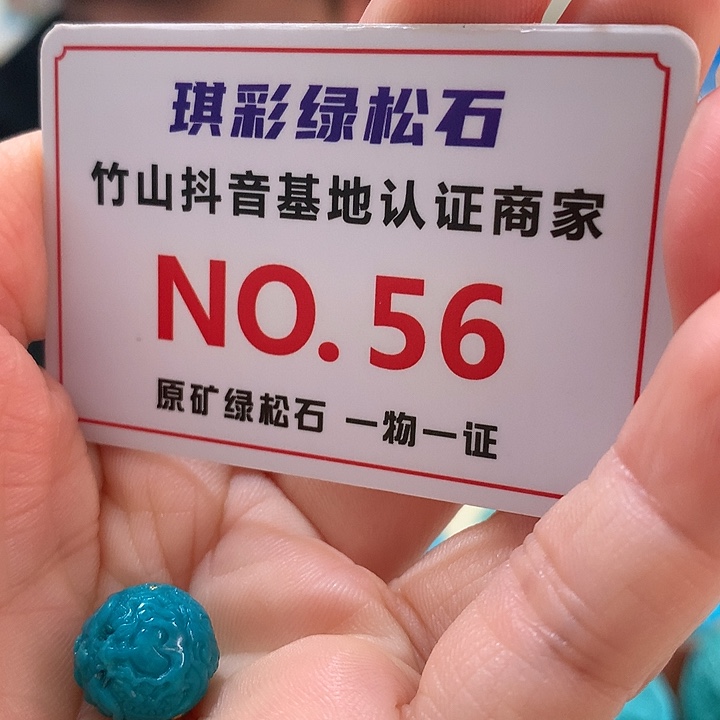 琪彩绿松石
竹山抖音基地认证商家
NO.56
原矿绿松石 一物一证